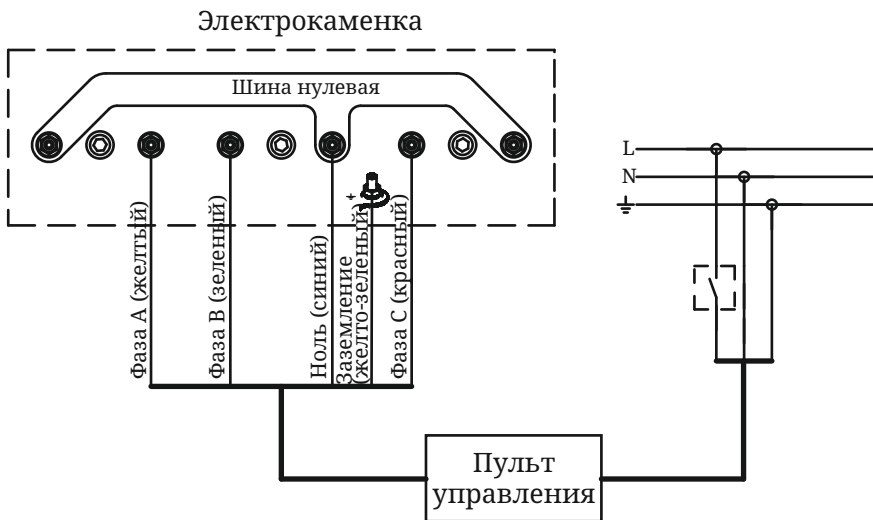 Электрокаменка
Шина нулевая
L
N
Фаза A (желтый)
Фаза B (зеленый)
Ноль (синий)
Заземление
(желто-зеленый)
Фаза C (красный)
Пульт
управления